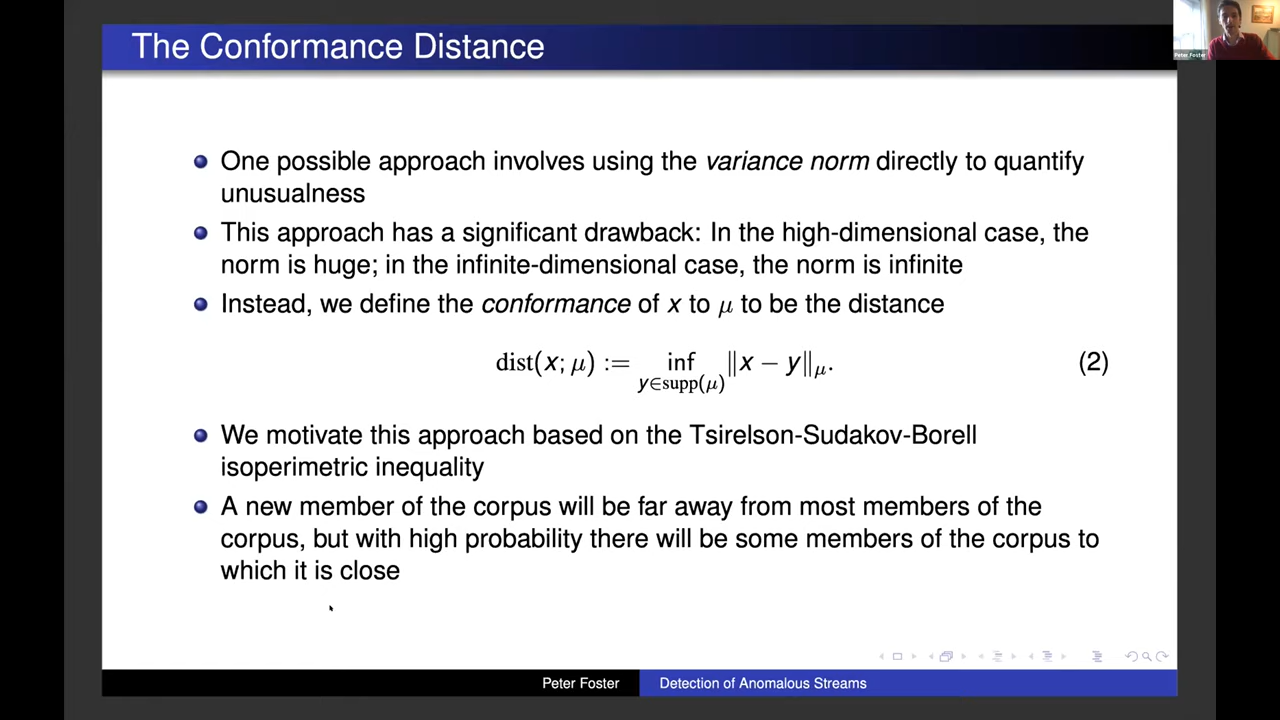 The Conformance Distance
Peter Foster
One possible approach involves using the variance norm directly to quantify
unusualness
This approach has a significant drawback: In the high-dimensional case, the
norm is huge; in the infinite-dimensional case, the norm is infinite
Instead, we define the conformance of x to μ to be the distance
dist(x; μ) := inf ‖x − y‖μ. (2)
y∈supp(μ)
We motivate this approach based on the Tsirelson-Sudakov-Borell
isoperimetric inequality
A new member of the corpus will be far away from most members of the
corpus, but with high probability there will be some members of the corpus to
which it is close
Peter Foster Detection of Anomalous Streams